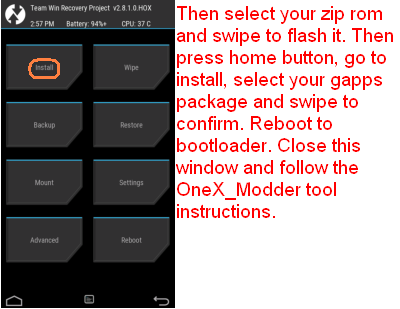 Team Win Recovery Project v2.8.1.0.HOX
2:57 PM Battery: 94%+ CPU: 37 C
Install
Wipe
Backup
Restore
Mount
Settings
Advanced
Reboot
Then select your zip rom
and swipe to flash it. Then
press home button, go to
install, select your gapps
package and swipe to
confirm. Reboot to
bootloader. Close this
window and follow the
OneX_Modder tool
instructions.